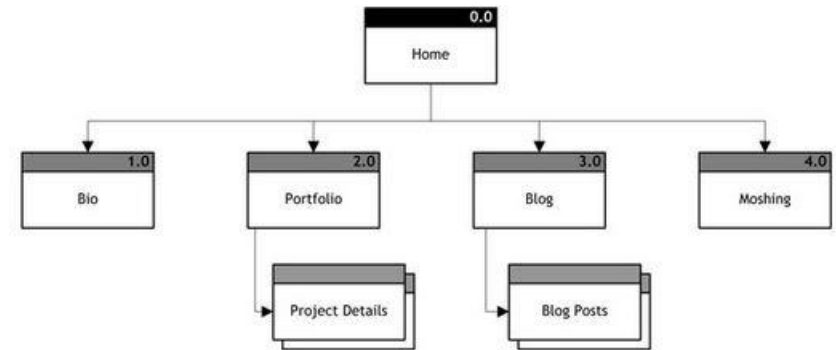 0.0
Home
1.0
Bio
2.0
Portfolio
3.0
Blog
4.0
Moshing
Project Details
Blog Posts